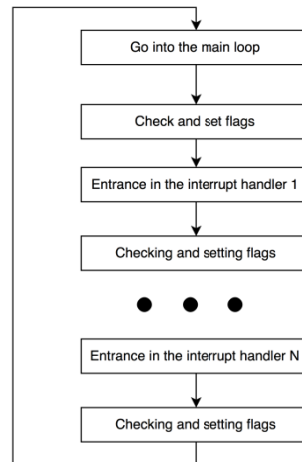 Go into the main loop
Check and set flags
Entrance in the interrupt handler 1
Checking and setting flags
Entrance in the interrupt handler N
Checking and setting flags